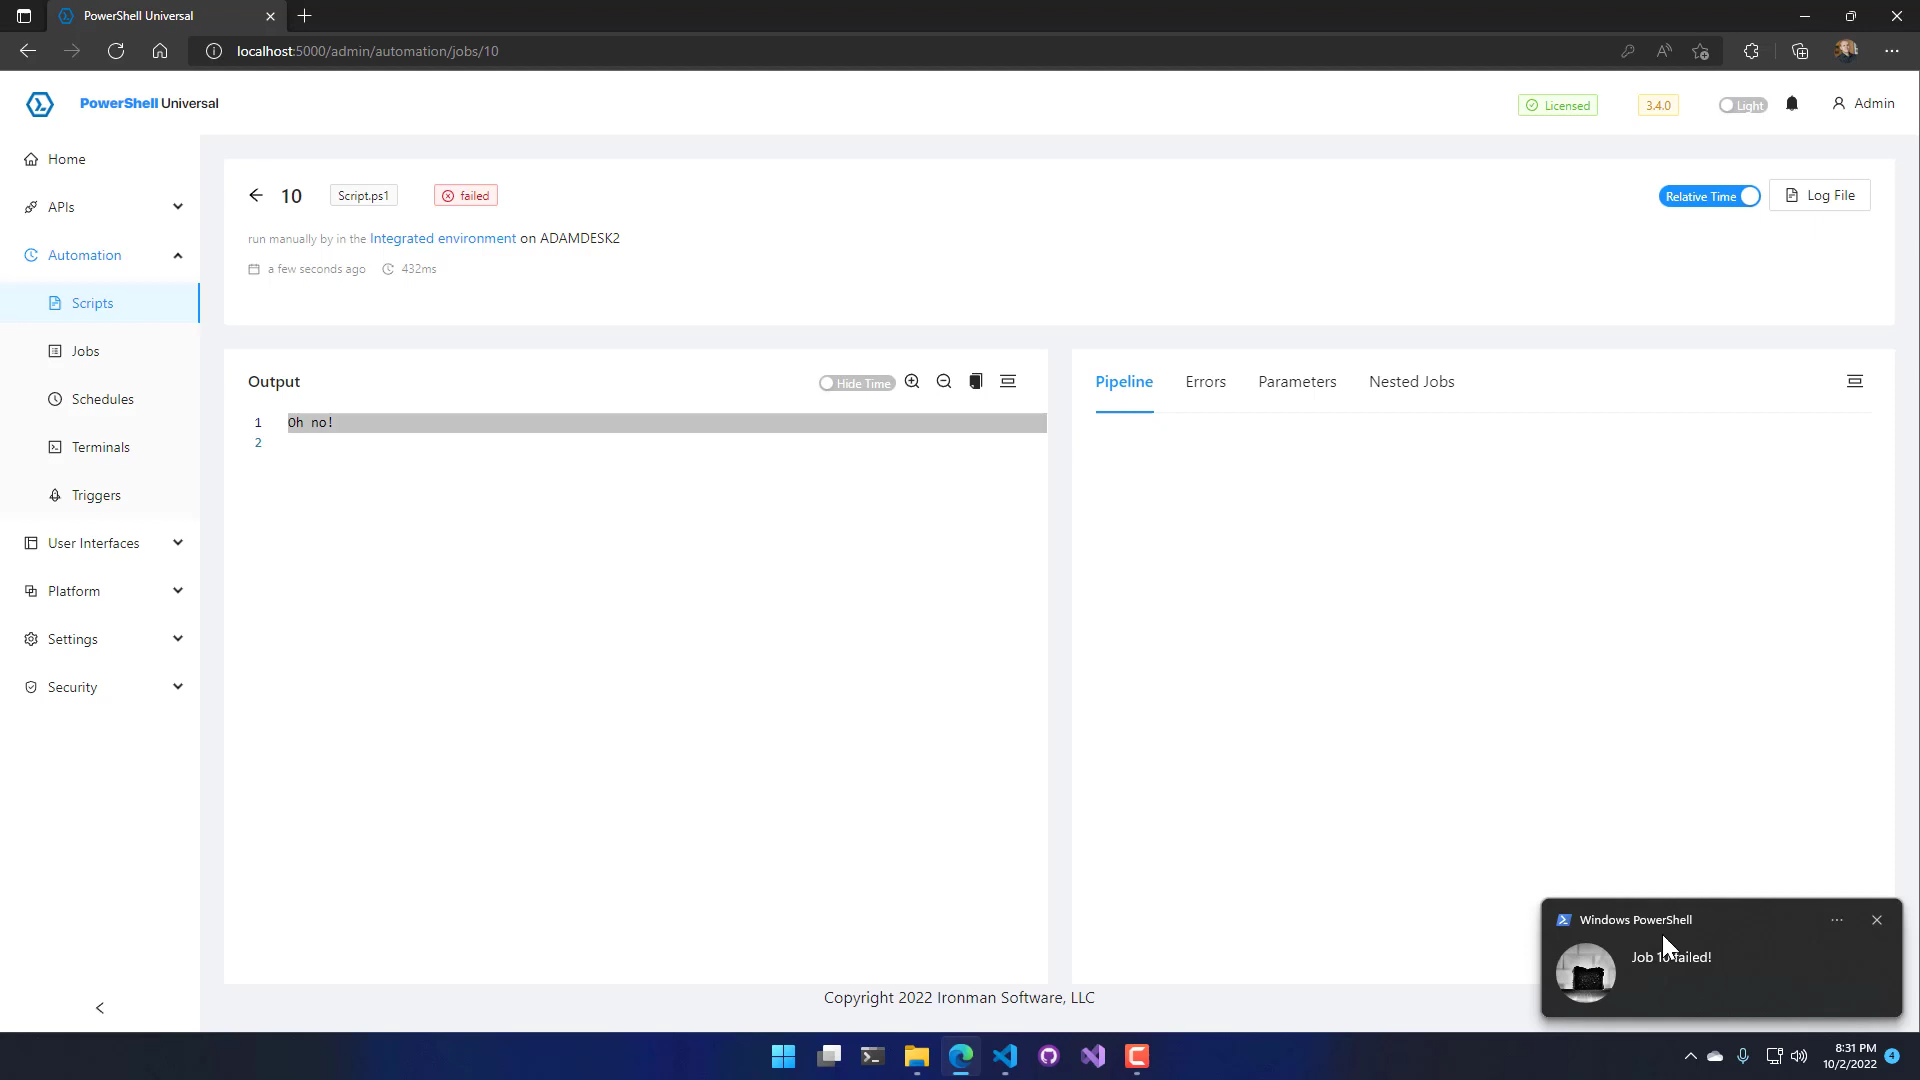 PowerShell Universal
localhost:5000/admin/automation/jobs/10
PowerShell Universal
Licensed
3.4.0
Light
Admin
Home
APIs
Automation
Scripts
Jobs
Schedules
Terminals
Triggers
User Interfaces
Platform
Settings
Security
10
Script.ps1
failed
Relative Time
Log File
run manually by in the Integrated environment on ADAMDESK2
a few seconds ago
432ms
Output
Hide Time
1 Oh no!
2
Pipeline
Errors
Parameters
Nested Jobs
Copyright 2022 Ironman Software, LLC
Windows PowerShell
Job failed!
8:31 PM
10/2/2022
4